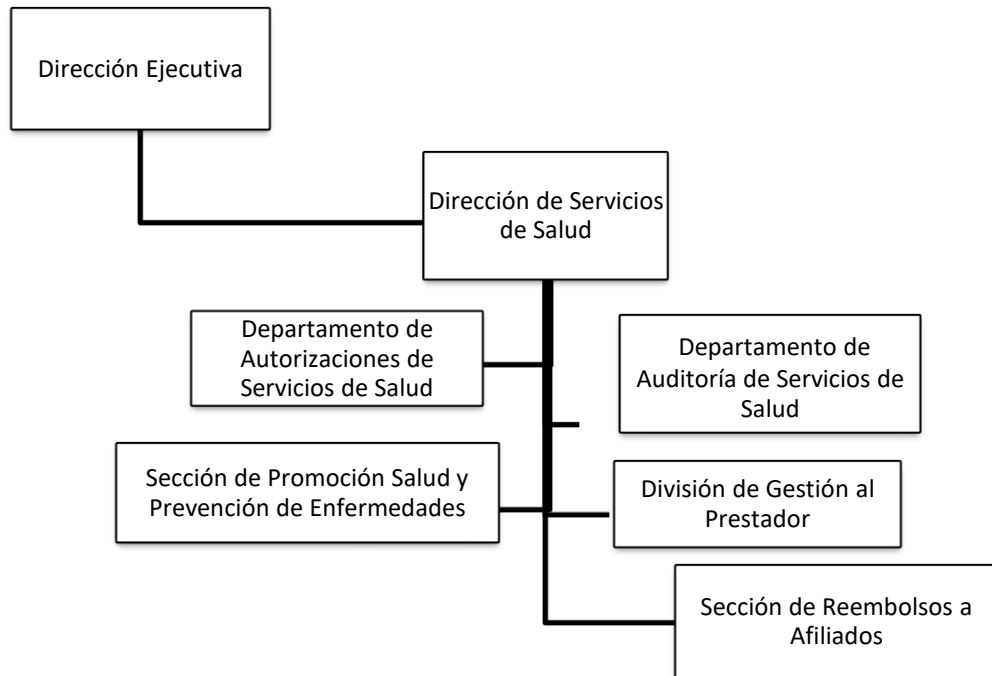 Dirección Ejecutiva
Dirección de Servicios
de Salud
Departamento de
Autorizaciones de
Servicios de Salud
Departamento de
Auditoría de Servicios de
Salud
Sección de Promoción Salud y
Prevención de Enfermedades
División de Gestión al
Prestador
Sección de Reembolsos a
Afiliados